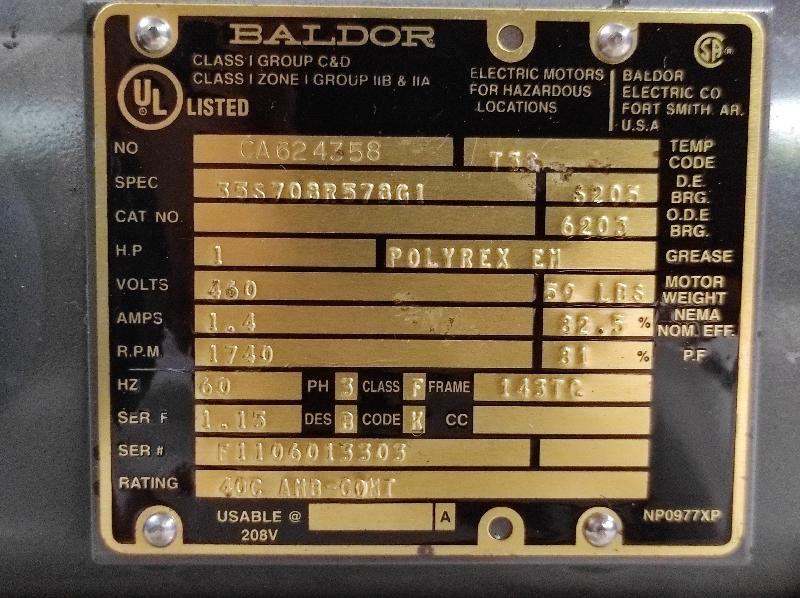 BALDOR
CLASS I GROUP C&D
CLASS I ZONE I GROUP IIB & IIA
UL LISTED
ELECTRIC MOTORS
FOR HAZARDOUS
LOCATIONS
BALDOR
ELECTRIC CO
FORT SMITH. AR.
U.S.A
NO CA624358 TEMP CODE
SPEC 35S708R578G1 6205 D.E. BRG.
CAT NO. 6203 O.D.E BRG.
H.P 1 POLYREX EM GREASE
VOLTS 460 59 LBS MOTOR WEIGHT
AMPS 1.4 82.5 % NEMA NOM. EFF.
R.P.M 1740 81 % P.F
HZ 60 PH 3 CLASS F FRAME 143TC
SER F 1.15 DES B CODE K CC
SER # F1106013303
RATING 40C AMB-CONT
USABLE @ 208V A
NP0977XP